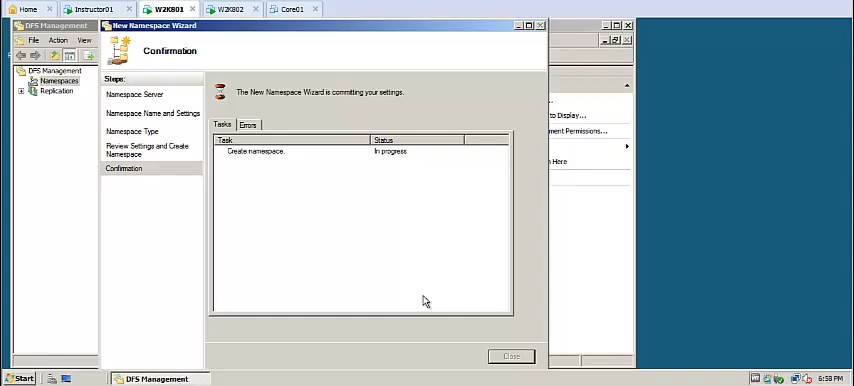 Home
Instructor01
W2K801
W2K802
Core01
DFS Management
New Namespace Wizard
File Action View
Confirmation
DFS Management
Namespaces
Replication
Steps:
Namespace Server
Namespace Name and Settings
Namespace Type
Review Settings and Create
Namespace
Confirmation
The New Namespace Wizard is committing your settings.
Tasks
Errors
Task
Status
Create namespace.
In progress
to Display...
ment Permissions...
Here
Close
Start
DFS Management
6:58 PM